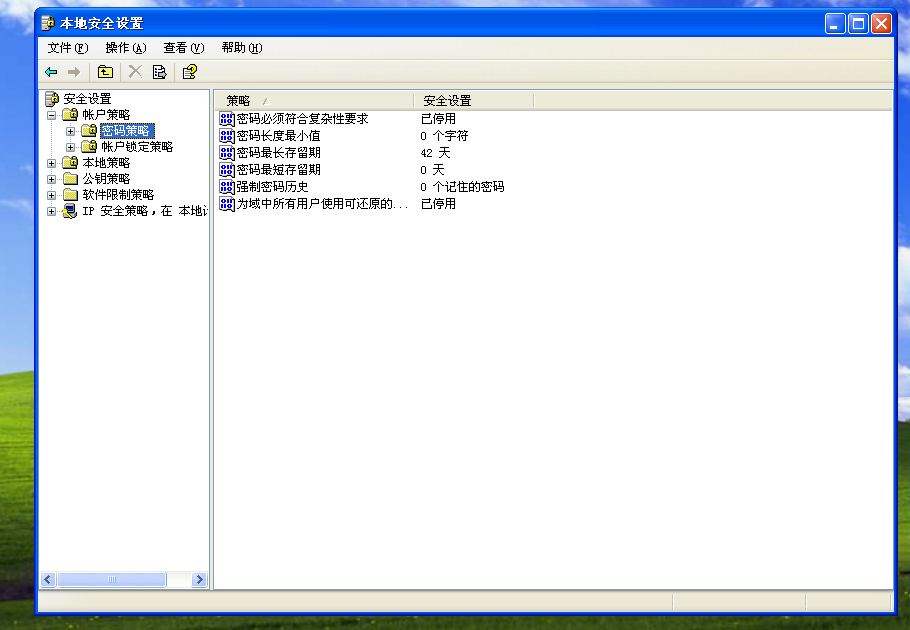 本地安全设置
文件(F) 操作(A) 查看(V) 帮助(H)
安全设置
帐户策略
密码策略
帐户锁定策略
本地策略
公钥策略
软件限制策略
IP 安全策略，在 本地
策略 安全设置
密码必须符合复杂性要求 已停用
密码长度最小值 0 个字符
密码最长存留期 42 天
密码最短存留期 0 天
强制密码历史 0 个记住的密码
为域中所有用户使用可还原的... 已停用